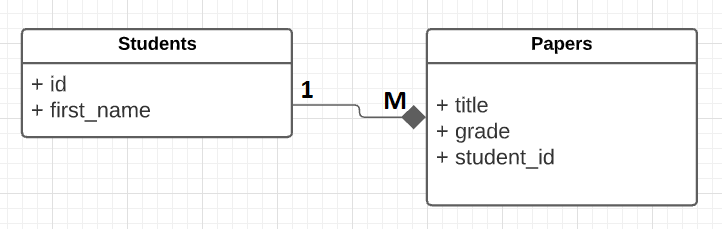 Students
+ id
+ first_name
1
M
Papers
+ title
+ grade
+ student_id